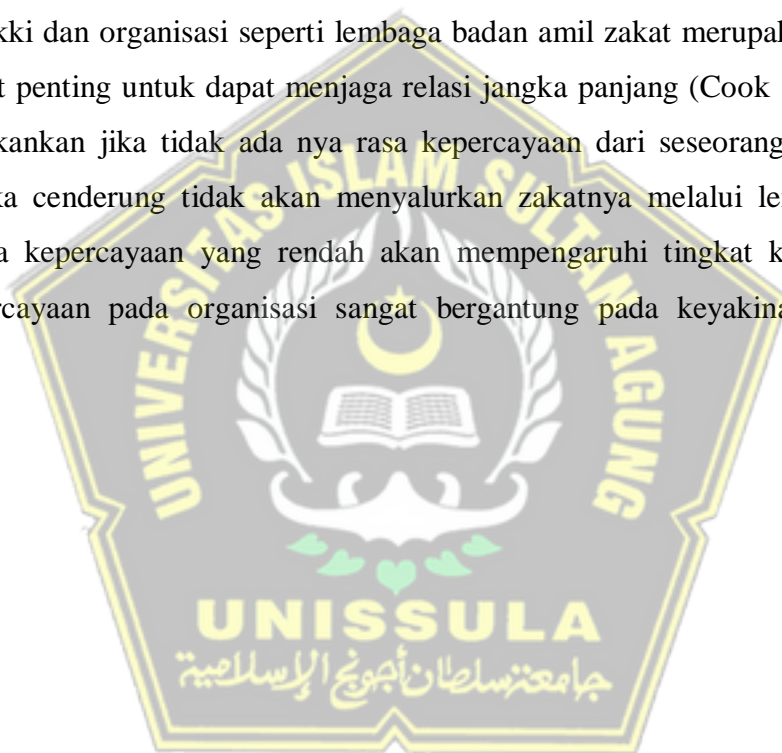 kki dan organisasi seperti lembaga badan amil zakat merupak
t penting untuk dapat menjaga relasi jangka panjang (Cook
kankan jika tidak ada nya rasa kepercayaan dari seseorang
ka cenderung tidak akan menyalurkan zakatnya melalui le
a kepercayaan yang rendah akan mempengaruhi tingkat k
rcayaan pada organisasi sangat bergantung pada keyakina
UNIVERSITAS ISLAM SULTAN AGUNG
UNISSULA
جامعة سلطان أجونج الإسلامية